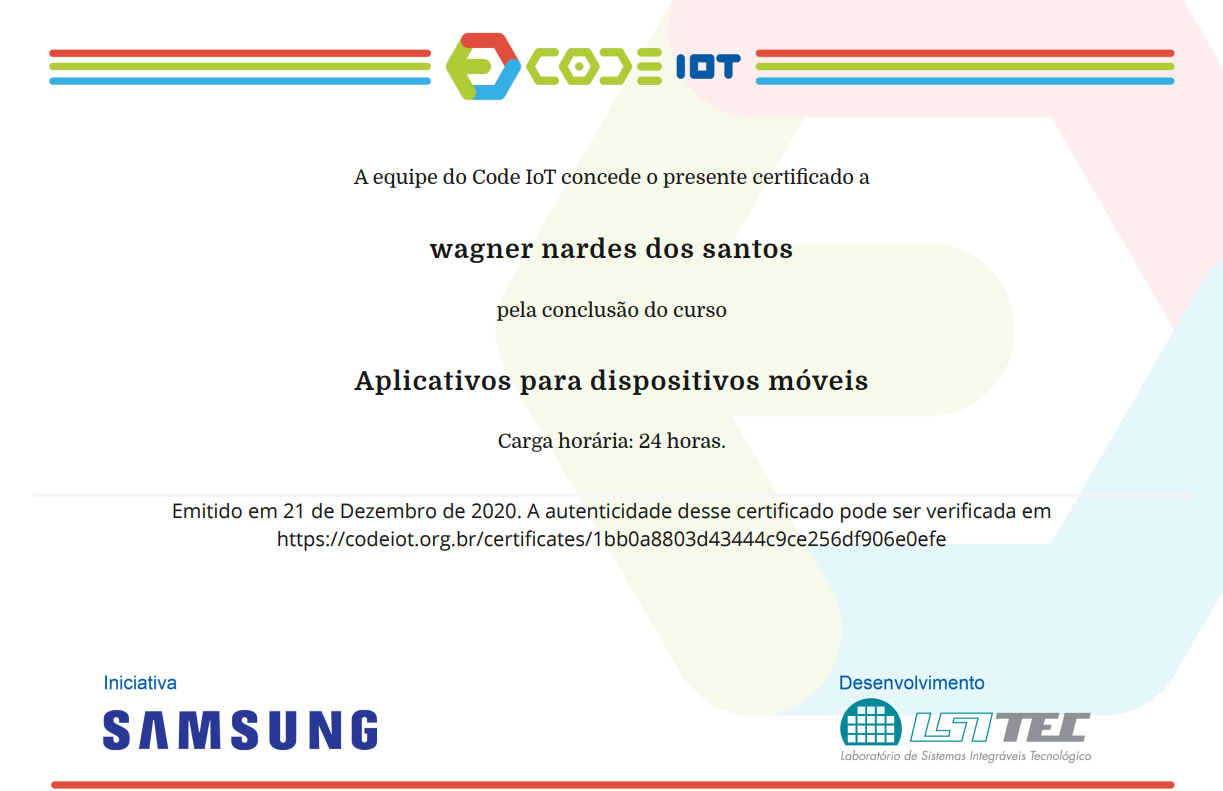 CODE IOT
A equipe do Code IoT concede o presente certificado a
wagner nardes dos santos
pela conclusão do curso
Aplicativos para dispositivos móveis
Carga horária: 24 horas.
Emitido em 21 de Dezembro de 2020. A autenticidade desse certificado pode ser verificada em
https://codeiot.org.br/certificates/1bb0a8803d43444c9ce256df906e0efe
Iniciativa
SAMSUNG
Desenvolvimento
LSI TEC
Laboratório de Sistemas Integráveis Tecnológico